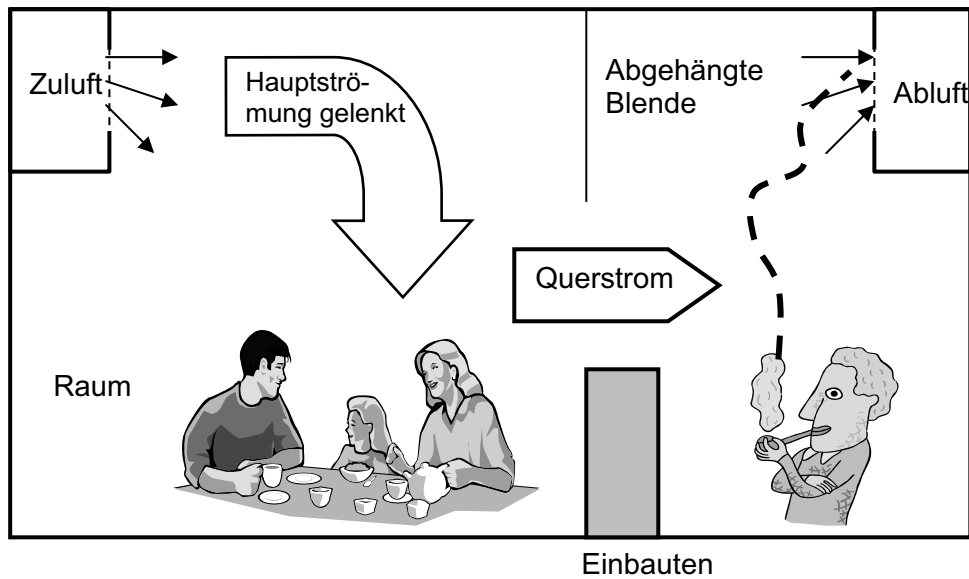 Zuluft
Hauptströ-
mung gelenkt
Abgehängte
Blende
Abluft
Querstrom
Raum
Einbauten